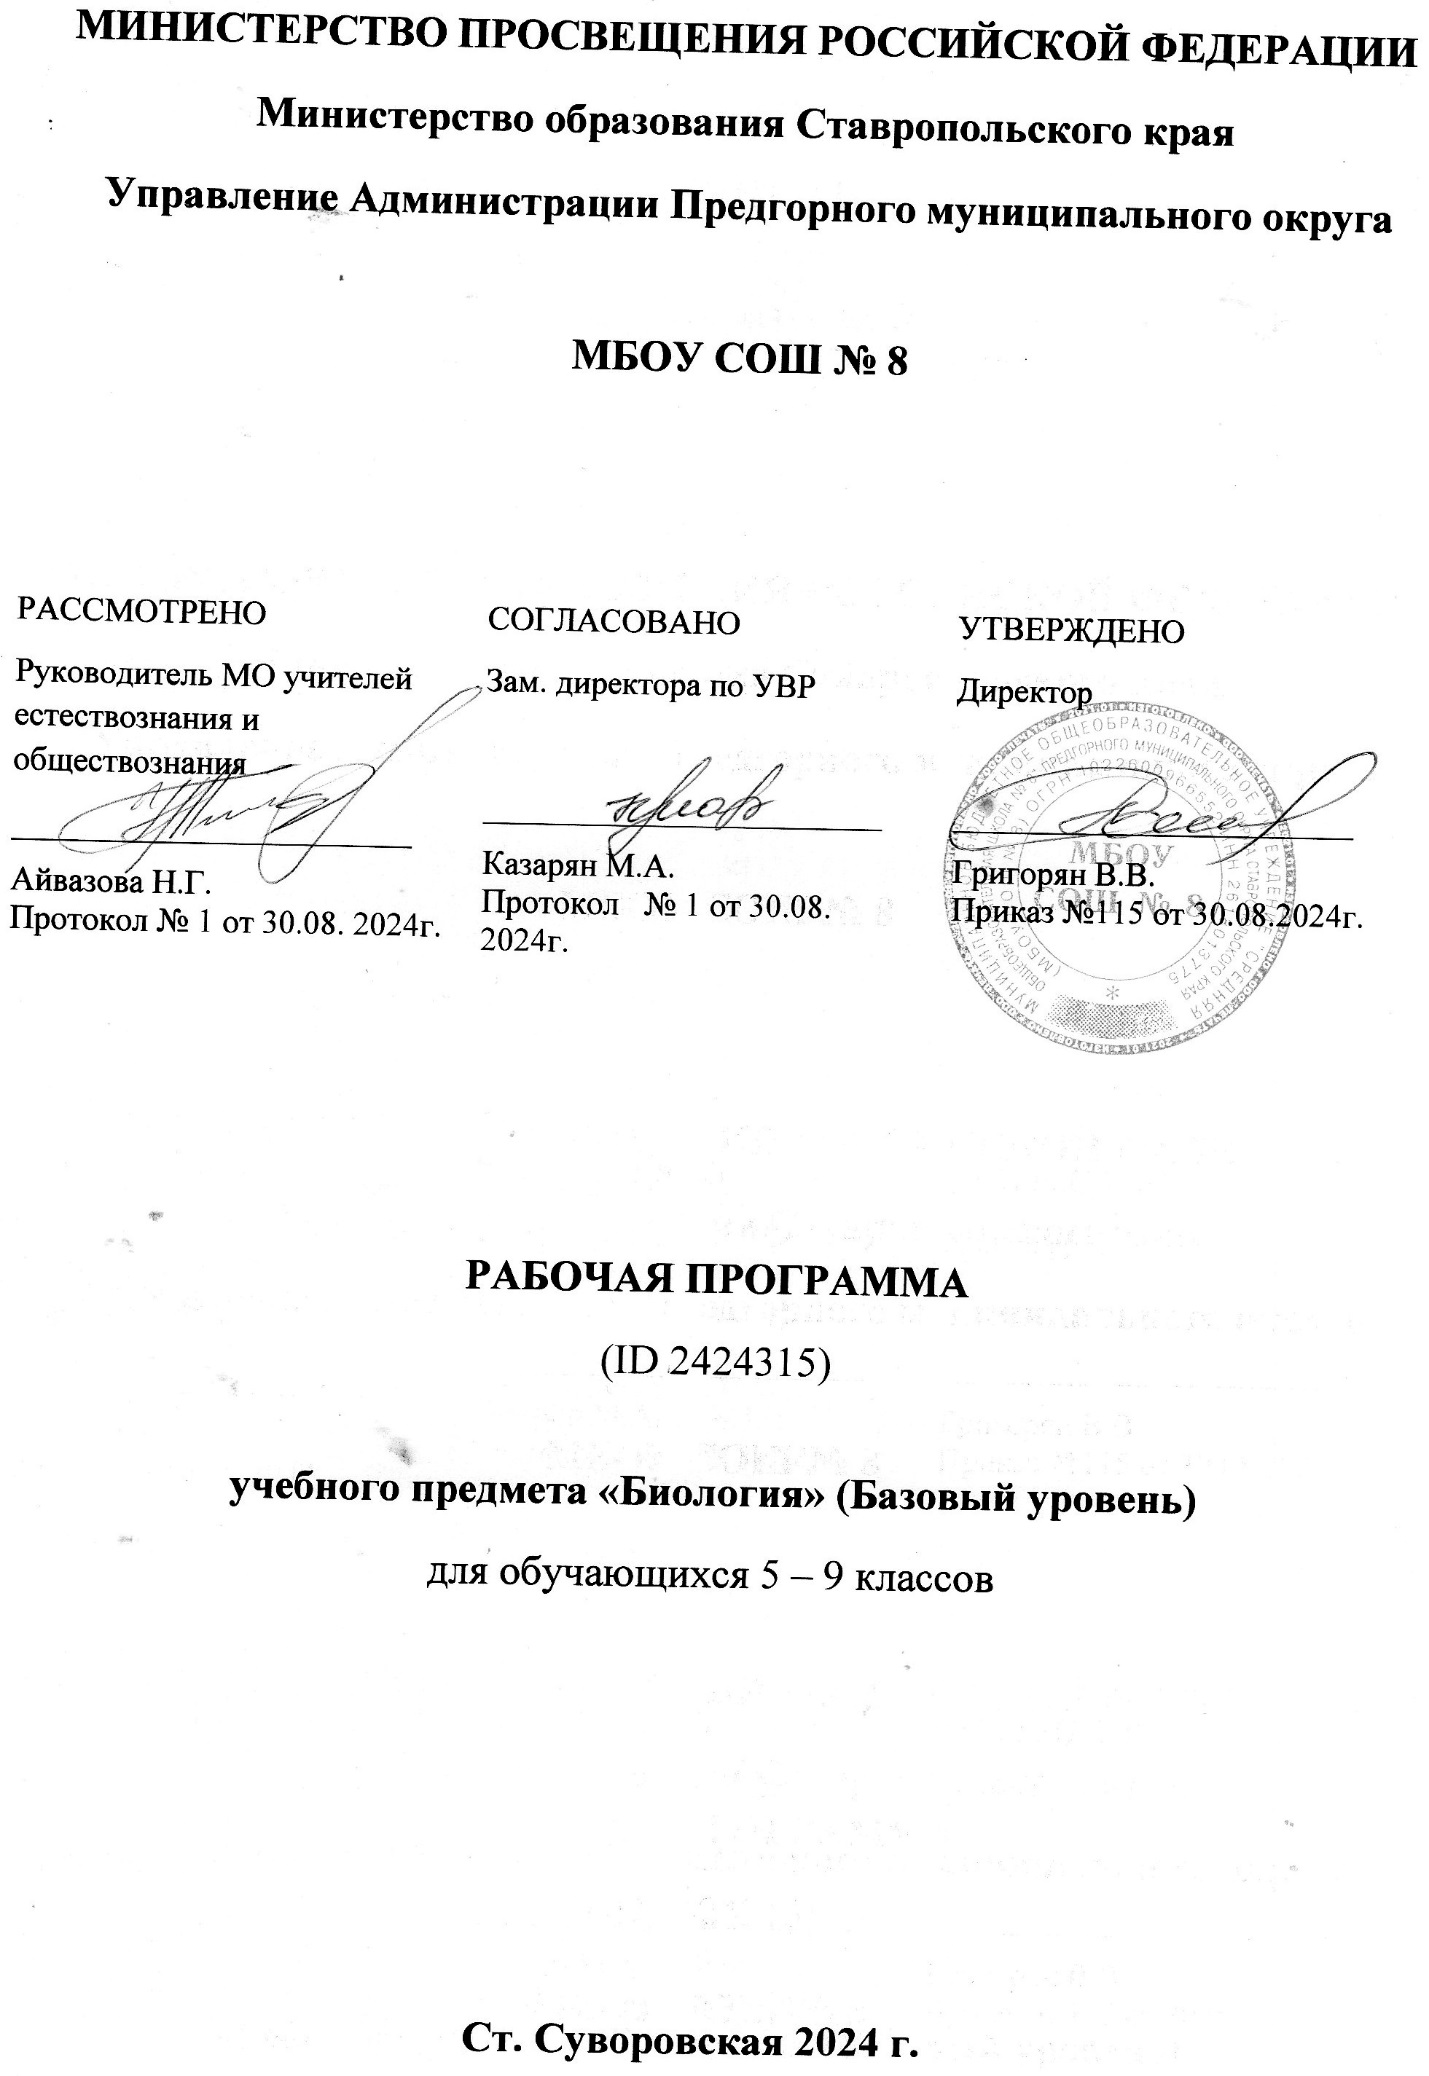 МИНИСТЕРСТВО ПРОСВЕЩЕНИЯ РОССИЙСКОЙ ФЕДЕРАЦИИ
Министерство образования Ставропольского края
Управление Администрации Предгорного муниципального округа
МБОУ СОШ № 8
РАССМОТРЕНО
Руководитель МО учителей
естествознания и
обществознания
Айвазова Н.Г.
Протокол № 1 от 30.08. 2024г.
СОГЛАСОВАНО
Зам. директора по УВР
Казарян М.А.
Протокол № 1 от 30.08.
2024г.
УТВЕРЖДЕНО
Директор
Григорян В.В.
Приказ №115 от 30.08.2024г.
МБОУ
СОШ № 8
РАБОЧАЯ ПРОГРАММА
(ID 2424315)
учебного предмета «Биология» (Базовый уровень)
для обучающихся 5 – 9 классов
Ст. Суворовская 2024 г.